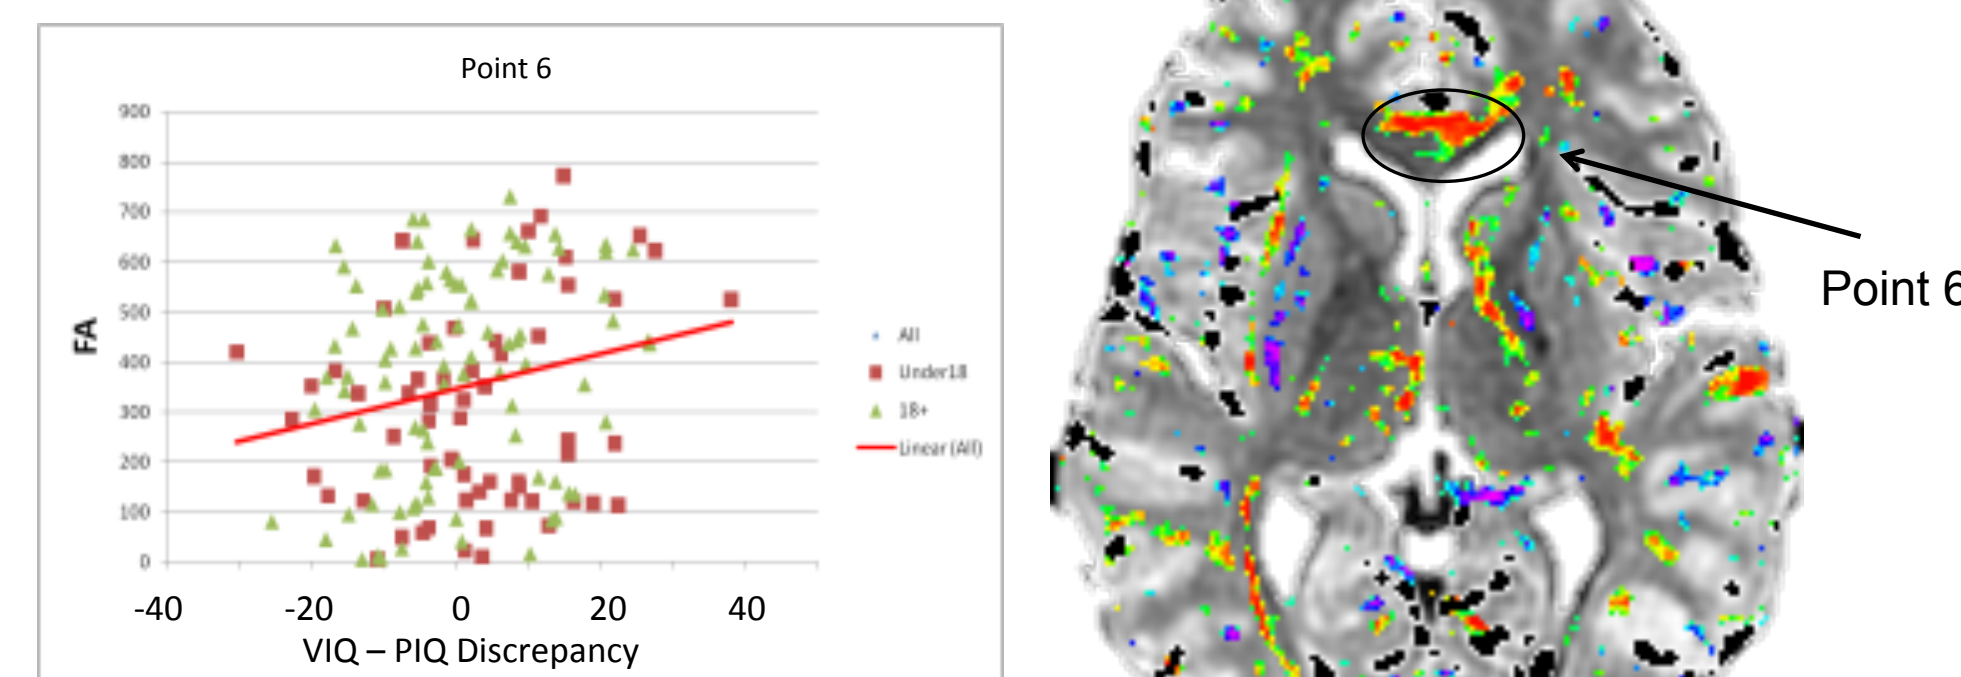 Point 6
900
800
700
600
500
400
300
200
100
0
FA
-40 -20 0 20 40
VIQ – PIQ Discrepancy
All
Under18
18+
Linear (All)
Point 6